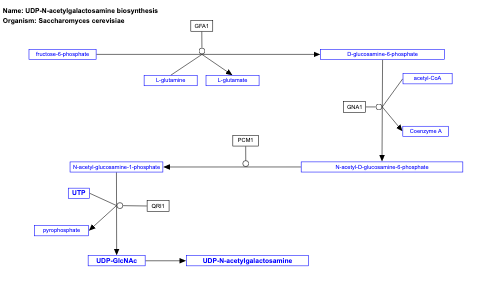 Name: UDP-N-acetylgalactosamine biosynthesis
Organism: Saccharomyces cerevisiae
GFA1
fructose-6-phosphate
D-glucosamine-6-phosphate
L-glutamine
L-glutamate
acetyl-CoA
GNA1
Coenzyme A
PCM1
N-acetyl-glucosamine-1-phosphate
N-acetyl-D-glucosamine-6-phosphate
UTP
QRI1
pyrophosphate
UDP-GlcNAc
UDP-N-acetylgalactosamine